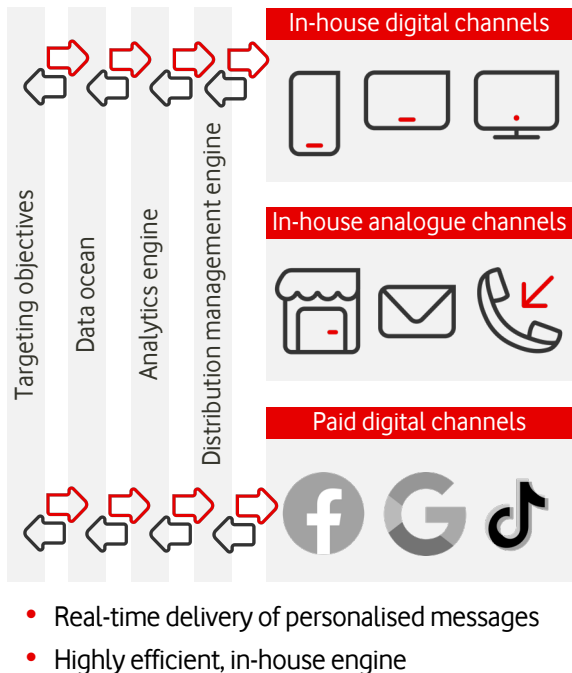 In-house digital channels
Targeting objectives
Data ocean
Analytics engine
Distribution management engine
In-house analogue channels
Paid digital channels
• Real-time delivery of personalised messages
• Highly efficient, in-house engine